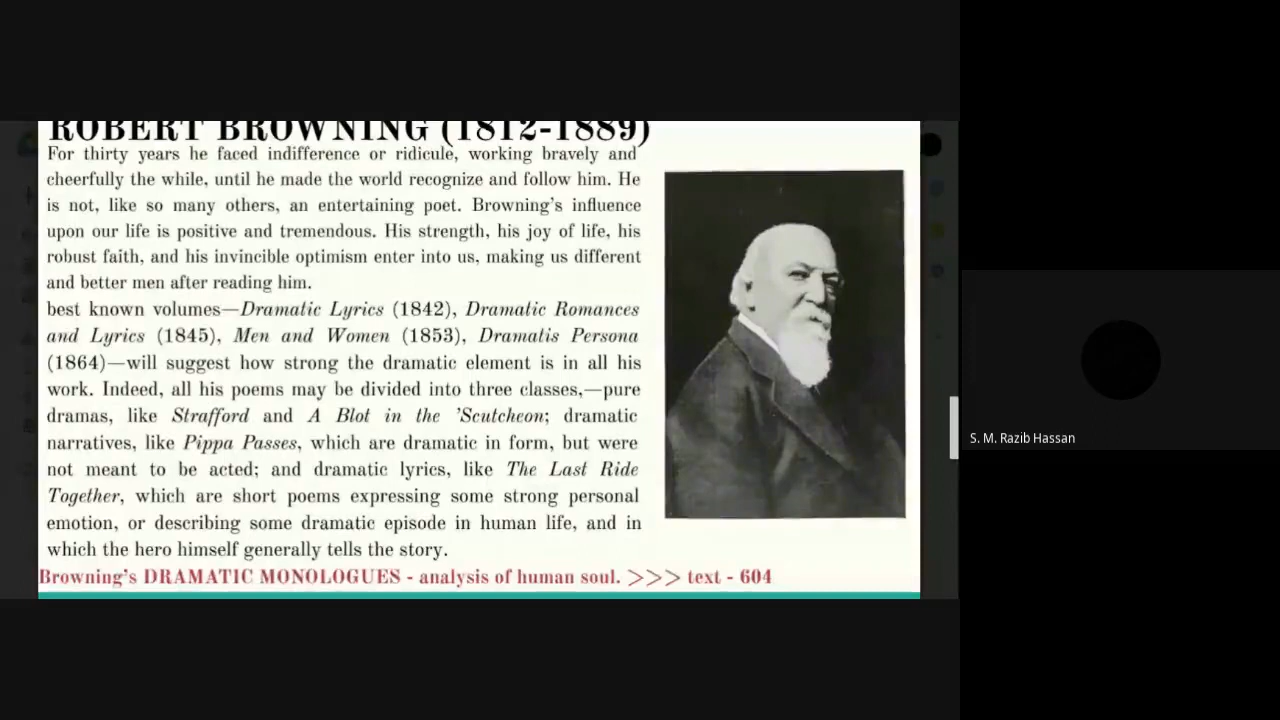 ROBERT BROWNING (1812-1889)
For thirty years he faced indifference or ridicule, working bravely and
cheerfully the while, until he made the world recognize and follow him. He
is not, like so many others, an entertaining poet. Browning's influence
upon our life is positive and tremendous. His strength, his joy of life, his
robust faith, and his invincible optimism enter into us, making us different
and better men after reading him.
best known volumes—Dramatic Lyrics (1842), Dramatic Romances
and Lyrics (1845), Men and Women (1853), Dramatis Persona
(1864)—will suggest how strong the dramatic element is in all his
work. Indeed, all his poems may be divided into three classes,—pure
dramas, like Strafford and A Blot in the 'Scutcheon; dramatic
narratives, like Pippa Passes, which are dramatic in form, but were
not meant to be acted; and dramatic lyrics, like The Last Ride
Together, which are short poems expressing some strong personal
emotion, or describing some dramatic episode in human life, and in
which the hero himself generally tells the story.
Browning's DRAMATIC MONOLOGUES - analysis of human soul. >>> text - 604
S. M. Razib Hassan